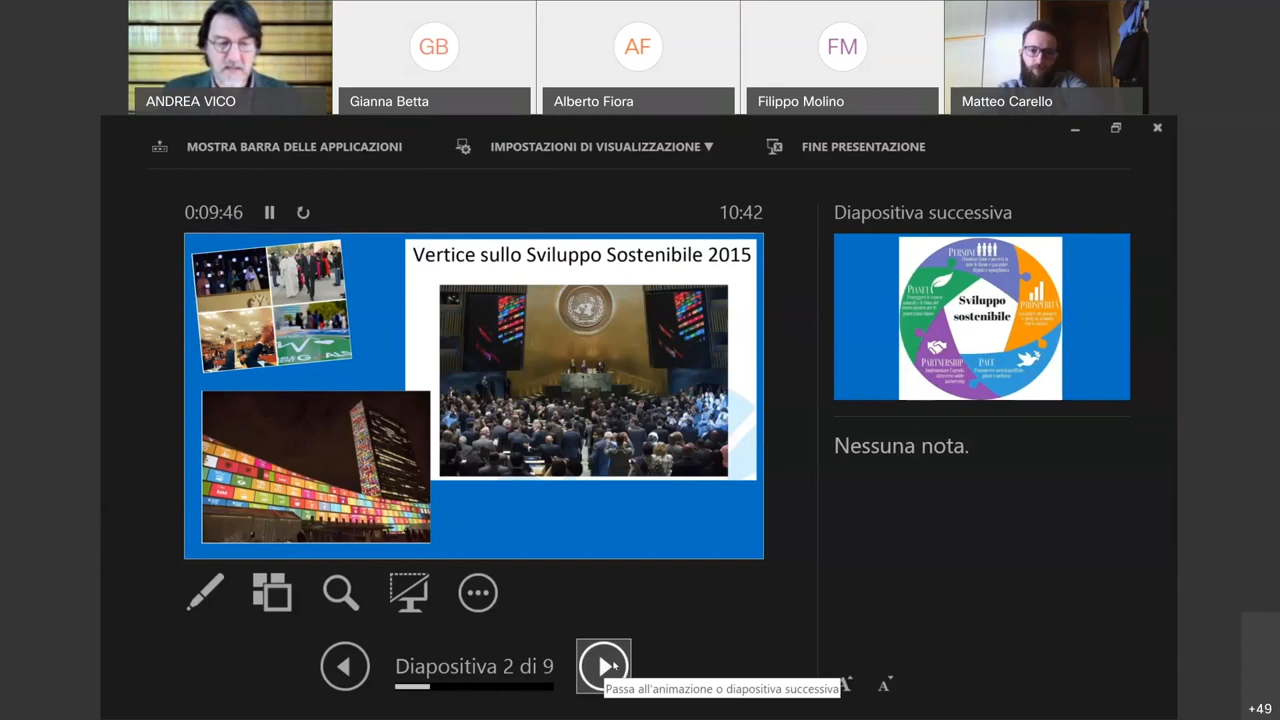 GB
AF
FM
ANDREA VICO
Gianna Betta
Alberto Fiora
Filippo Molino
Matteo Carello
MOSTRA BARRA DELLE APPLICAZIONI
IMPOSTAZIONI DI VISUALIZZAZIONE ▼
FINE PRESENTAZIONE
0:09:46
10:42
Vertice sullo Sviluppo Sostenibile 2015
Diapositiva successiva
PERSONE
PIANETA
PROSPERITÀ
Sviluppo
sostenibile
PARTNERSHIP
PACE
Nessuna nota.
Diapositiva 2 di 9
Passa all'animazione o diapositiva successiva
A
A
+49